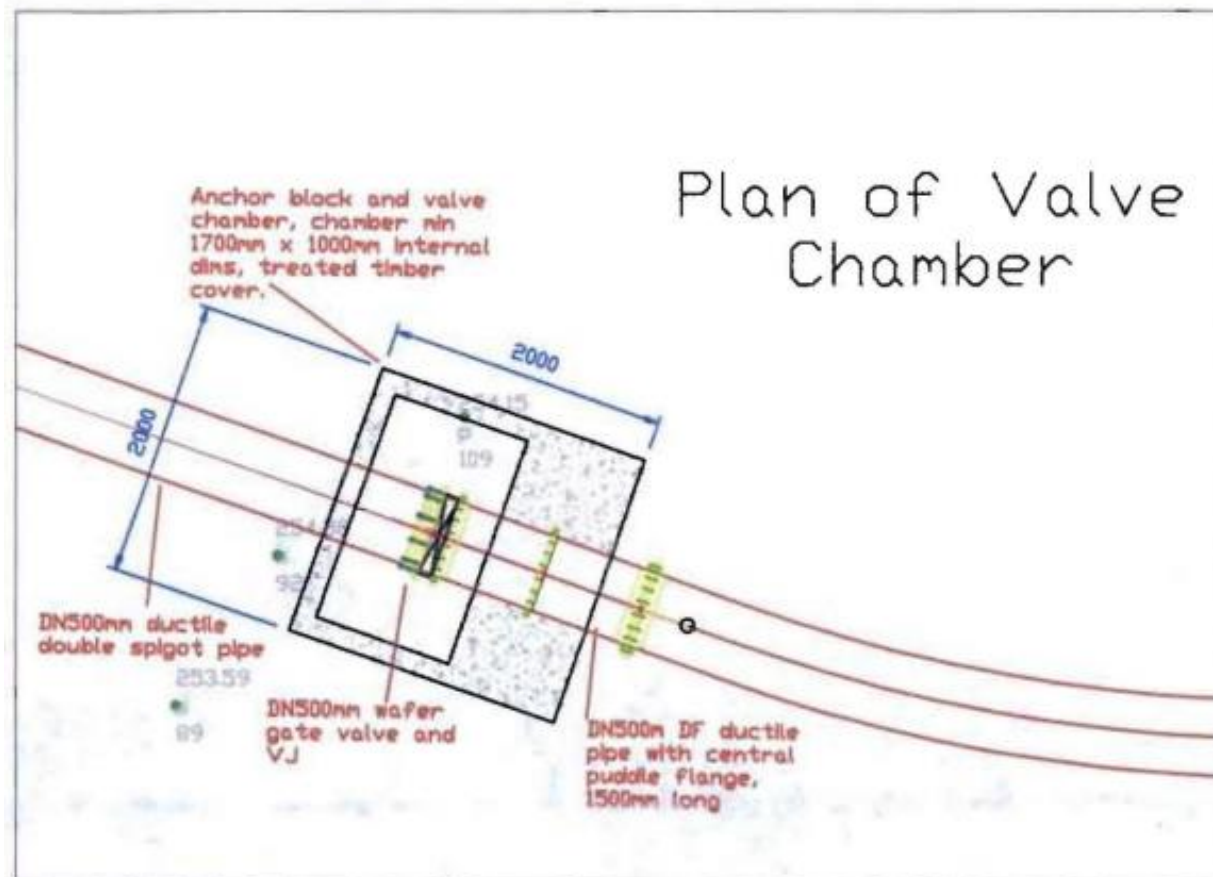 Plan of Valve
Chamber
Anchor block and valve
chamber, chamber min
1700mm x 1000mm internal
dims, treated timber
cover.
2000
2000
P
109
92
DN500mm ductile
double spigot pipe
253.59
89
DN500mm wafer
gate valve and
VJ
DN500m DF ductile
pipe with central
puddle flange,
1500mm long